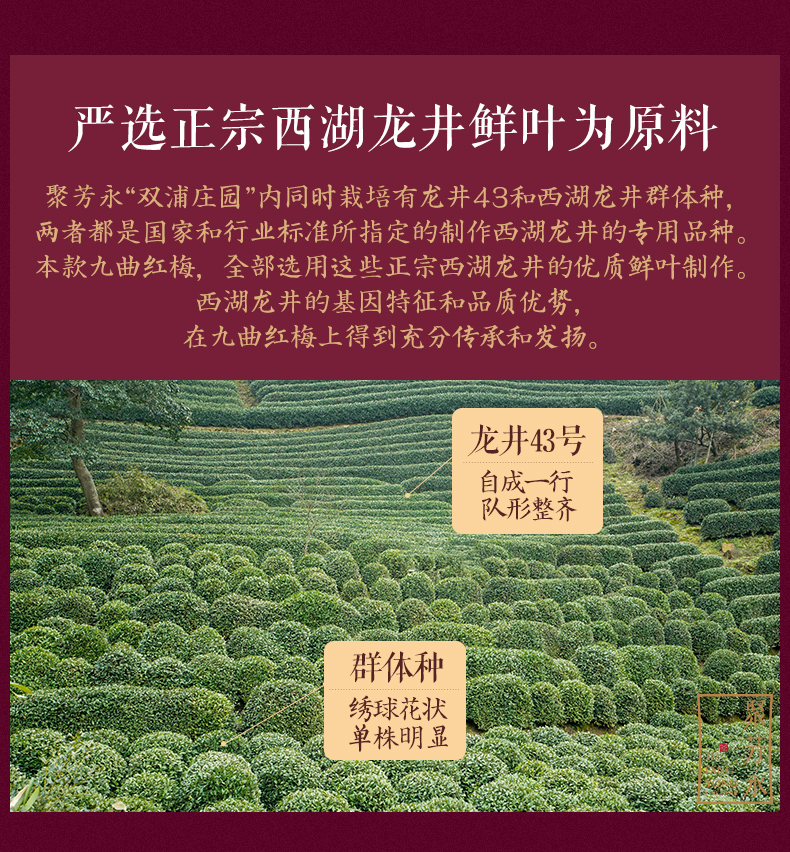 严选正宗西湖龙井鲜叶为原料
聚芳永“双浦庄园”内同时栽培有龙井43和西湖龙井群体种，
两者都是国家和行业标准所指定的制作西湖龙井的专用品种。
本款九曲红梅，全部选用这些正宗西湖龙井的优质鲜叶制作。
西湖龙井的基因特征和品质优势，
在九曲红梅上得到充分传承和发扬。
龙井43号
自成一行
队形整齐
群体种
绣球花状
单株明显
聚芳永